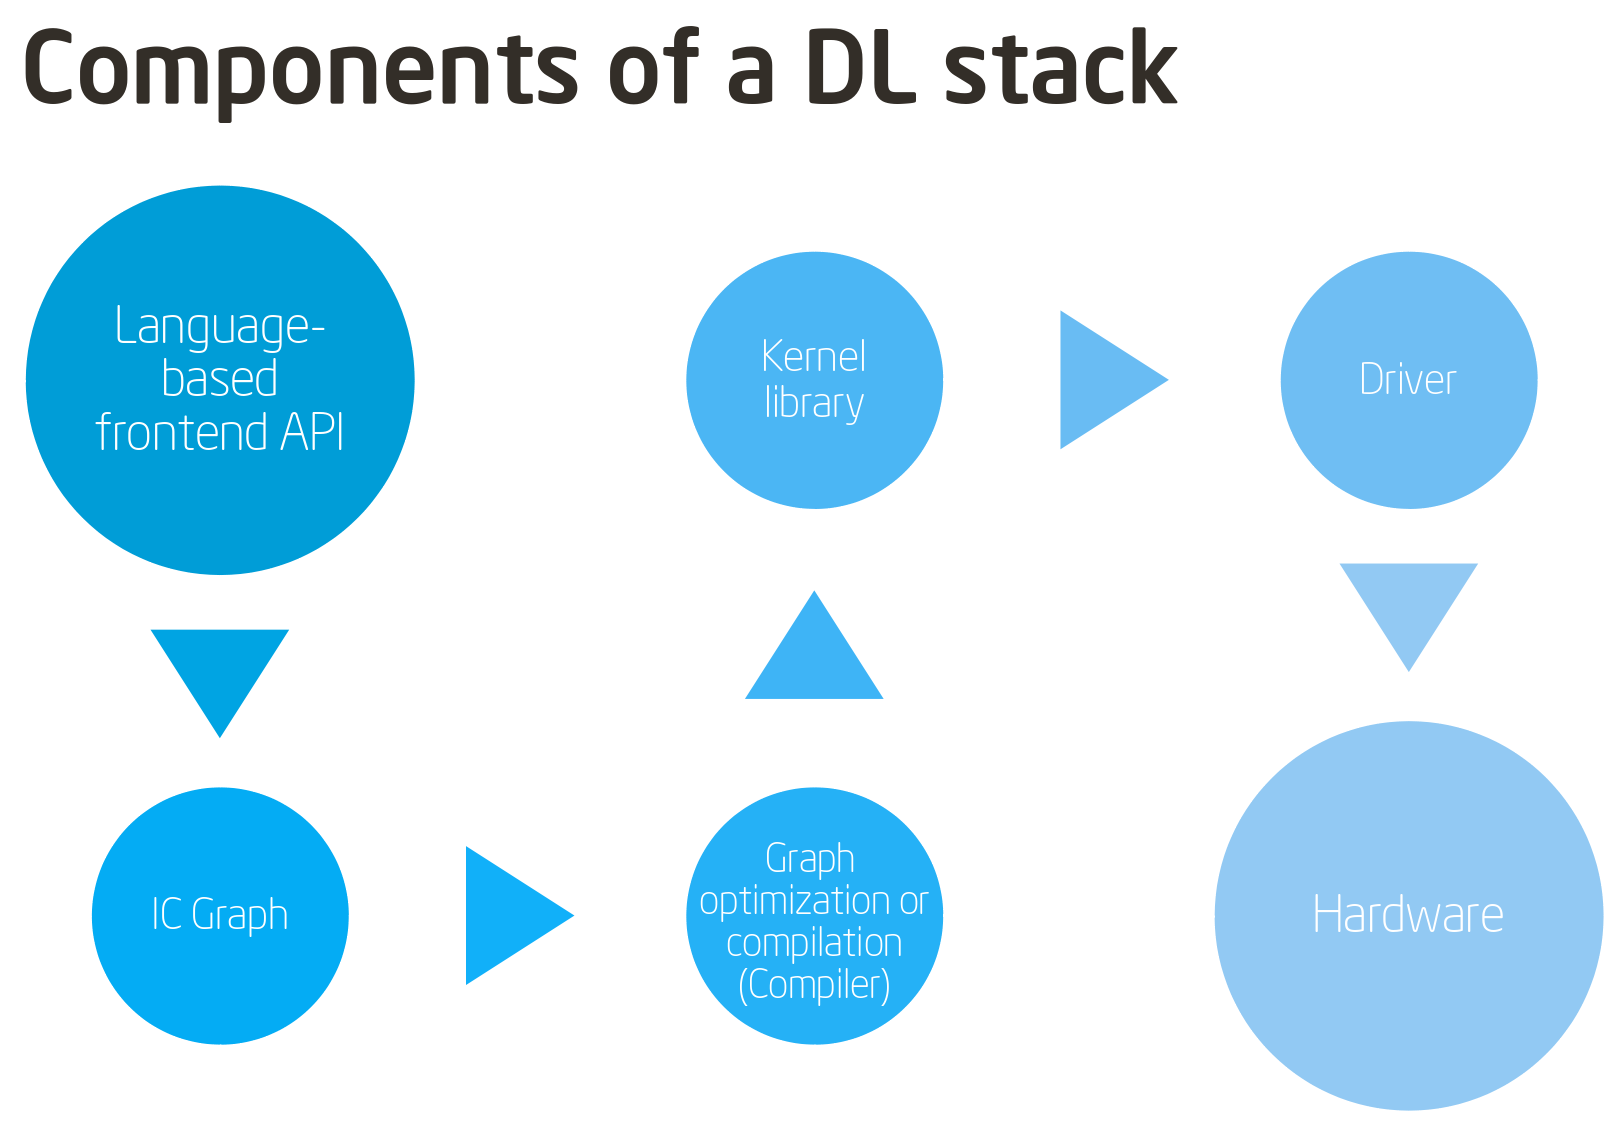 Components of a DL stack
Language-
based
frontend API
IC Graph
Graph
optimization or
compilation
(Compiler)
Kernel
library
Driver
Hardware